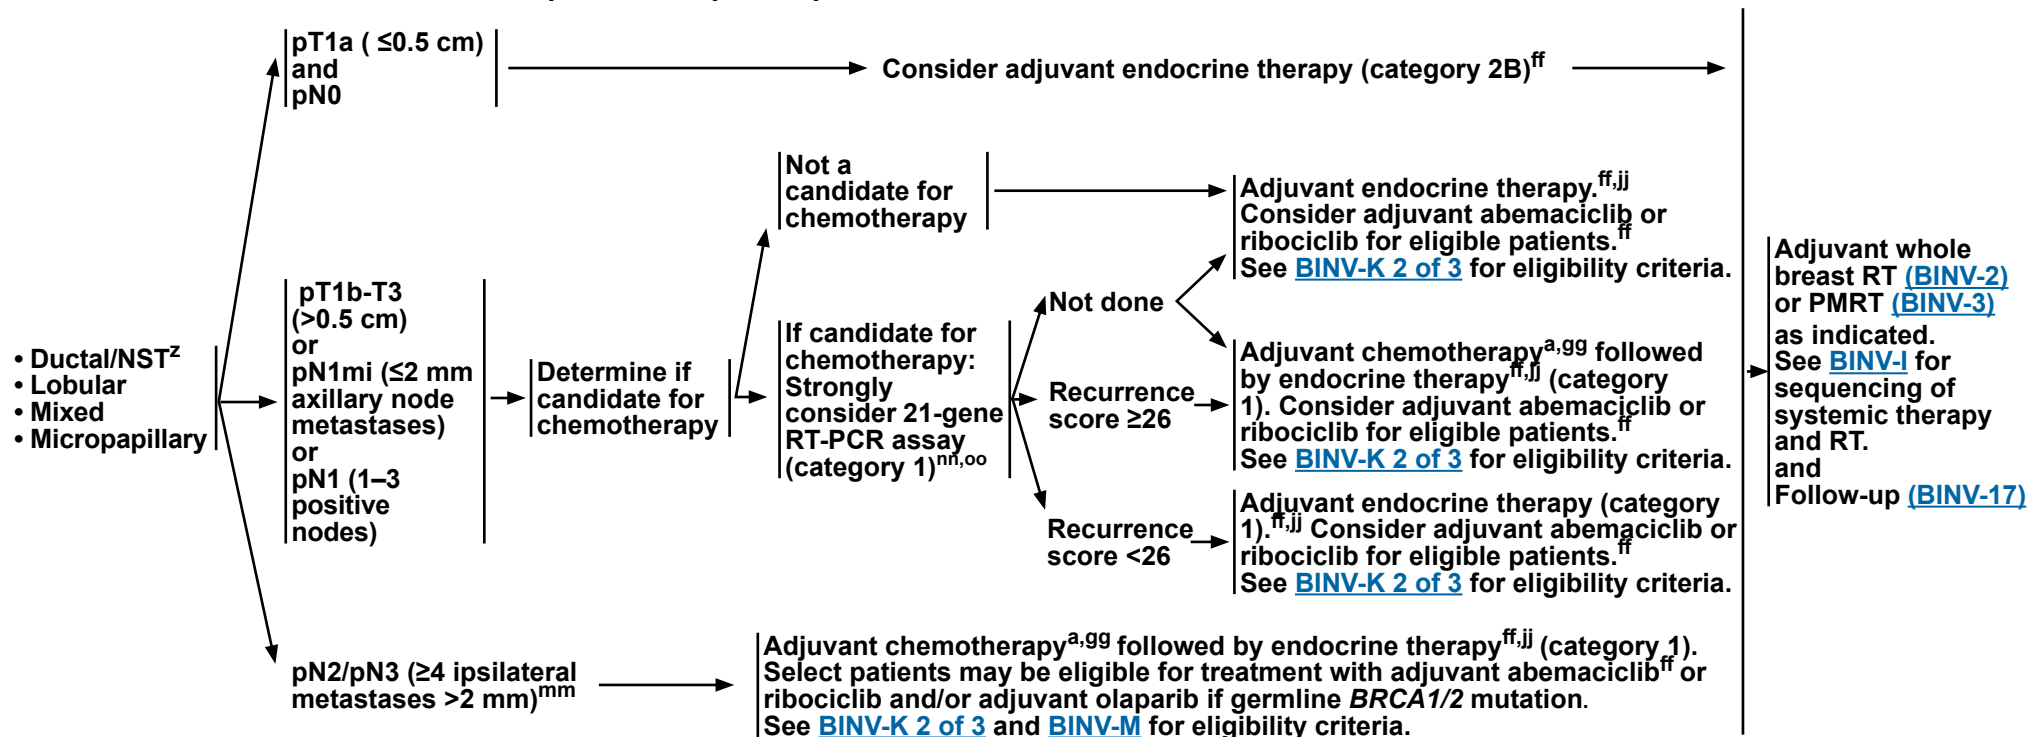 • Ductal/NSTᶻ
• Lobular
• Mixed
• Micropapillary
pT1a ( ≤0.5 cm)
and
pN0
Consider adjuvant endocrine therapy (category 2B)ff
pT1b-T3
(>0.5 cm)
or
pN1mi (≤2 mm
axillary node
metastases)
or
pN1 (1–3
positive
nodes)
Determine if
candidate for
chemotherapy
Not a
candidate for
chemotherapy
If candidate for
chemotherapy:
Strongly
consider 21-gene
RT-PCR assay
(category 1)nn,oo
Not done
Recurrence
score ≥26
Recurrence
score <26
Adjuvant endocrine therapy.ff,jj
Consider adjuvant abemaciclib or
ribociclib for eligible patients.ff
See BINV-K 2 of 3 for eligibility criteria.
Adjuvant chemotherapya,gg followed
by endocrine therapyff,jj (category
1). Consider adjuvant abemaciclib or
ribociclib for eligible patients.ff
See BINV-K 2 of 3 for eligibility criteria.
Adjuvant endocrine therapy (category
1).ff,jj Consider adjuvant abemaciclib or
ribociclib for eligible patients.ff
See BINV-K 2 of 3 for eligibility criteria.
pN2/pN3 (≥4 ipsilateral
metastases >2 mm)mm
Adjuvant chemotherapya,gg followed by endocrine therapyff,jj (category 1).
Select patients may be eligible for treatment with adjuvant abemaciclibff or
ribociclib and/or adjuvant olaparib if germline BRCA1/2 mutation.
See BINV-K 2 of 3 and BINV-M for eligibility criteria.
Adjuvant whole
breast RT (BINV-2)
or PMRT (BINV-3)
as indicated.
See BINV-I for
sequencing of
systemic therapy
and RT.
and
Follow-up (BINV-17)